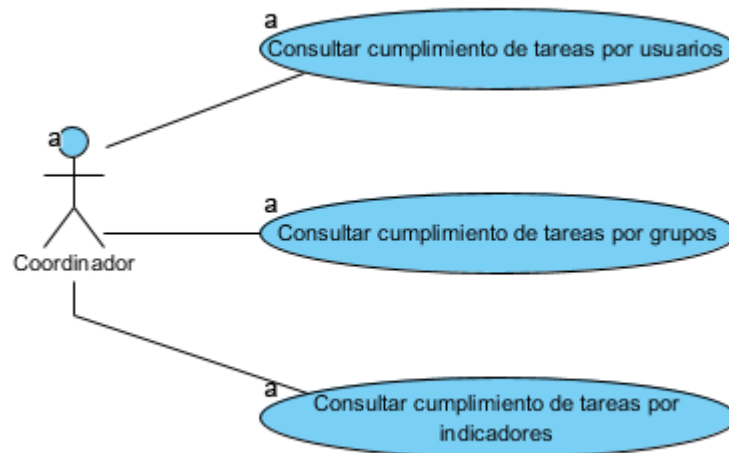 a
Consultar cumplimiento de tareas por usuarios
a
Coordinador
a
Consultar cumplimiento de tareas por grupos
a
Consultar cumplimiento de tareas por
indicadores